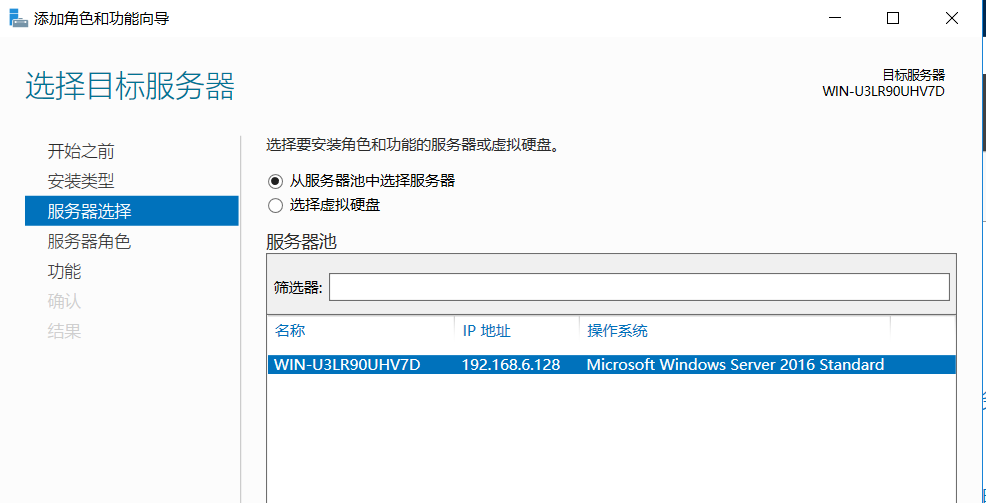 添加角色和功能向导
选择目标服务器
目标服务器
WIN-U3LR90UHV7D
开始之前
安装类型
服务器选择
服务器角色
功能
确认
结果
选择要安装角色和功能的服务器或虚拟硬盘。
从服务器池中选择服务器
选择虚拟硬盘
服务器池
筛选器:
名称 IP 地址 操作系统
WIN-U3LR90UHV7D 192.168.6.128 Microsoft Windows Server 2016 Standard